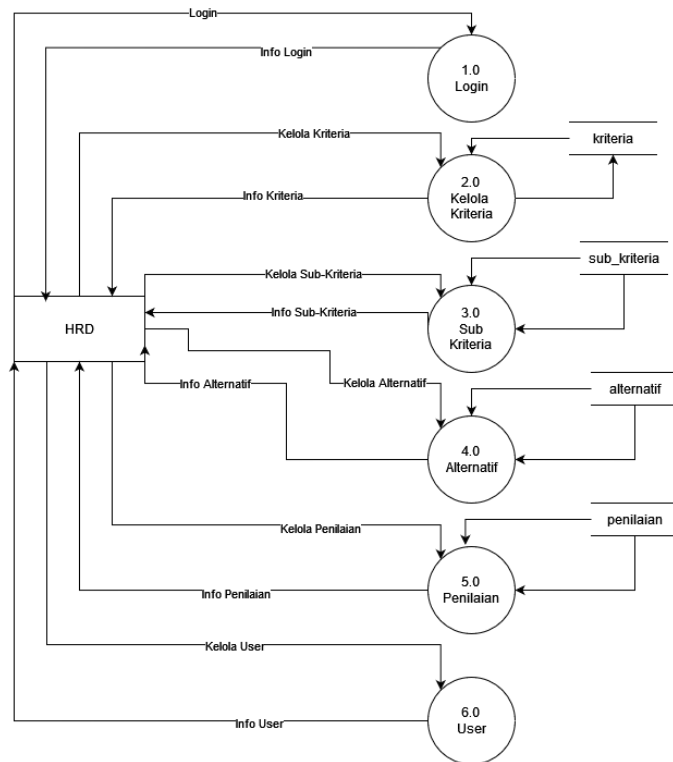 Login
Info Login
1.0
Login
Kelola Kriteria
kriteria
2.0
Kelola
Kriteria
Info Kriteria
Kelola Sub-Kriteria
sub_kriteria
3.0
Sub
Kriteria
Info Sub-Kriteria
HRD
Info Alternatif
Kelola Alternatif
alternatif
4.0
Alternatif
Kelola Penilaian
penilaian
5.0
Penilaian
Info Penilaian
Kelola User
6.0
User
Info User